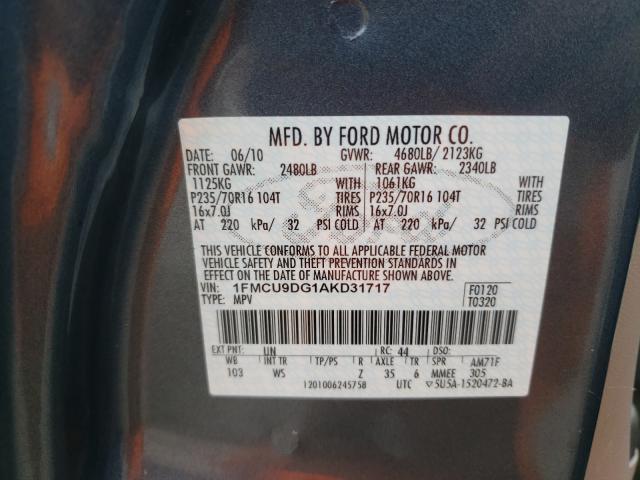 MFD. BY FORD MOTOR CO.
DATE: 06/10 GVWR: 4680LB/ 2123KG
FRONT GAWR: 2480LB REAR GAWR: 2340LB
1125KG WITH 1061KG WITH
P235/70R16 104T TIRES P235/70R16 104T TIRES
16x7.0J RIMS 16x7.0J RIMS
AT 220 kPa/ 32 PSI COLD AT 220 kPa/ 32 PSI COLD
THIS VEHICLE CONFORMS TO ALL APPLICABLE FEDERAL MOTOR
VEHICLE SAFETY AND THEFT PREVENTION STANDARDS IN
EFFECT ON THE DATE OF MANUFACTURE SHOWN ABOVE.
VIN: 1FMCU9DG1AKD31717 F0120
TYPE: MPV T0320
EXT PNT: UN RC: 44 DSO:
WB INT TR TP/PS R AXLE TR SPR AM71F
103 WS Z 35 6 MMEE 305
1201006245758 UTC 5U5A-1520472-BA